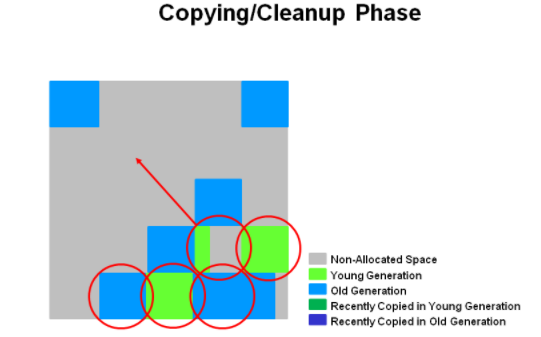 Copying/Cleanup Phase
Non-Allocated Space
Young Generation
Old Generation
Recently Copied in Young Generation
Recently Copied in Old Generation